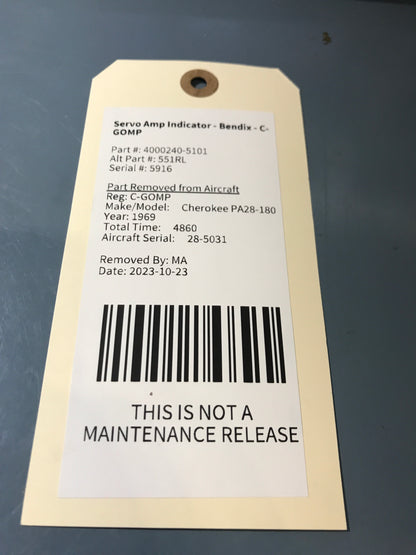 Servo Amp Indicator - Bendix - C-
GOMP
Part #: 4000240-5101
Alt Part #: 551RL
Serial #: 5916
Part Removed from Aircraft
Reg: C-GOMP
Make/Model: Cherokee PA28-180
Year: 1969
Total Time: 4860
Aircraft Serial: 28-5031
Removed By: MA
Date: 2023-10-23
THIS IS NOT A
MAINTENANCE RELEASE